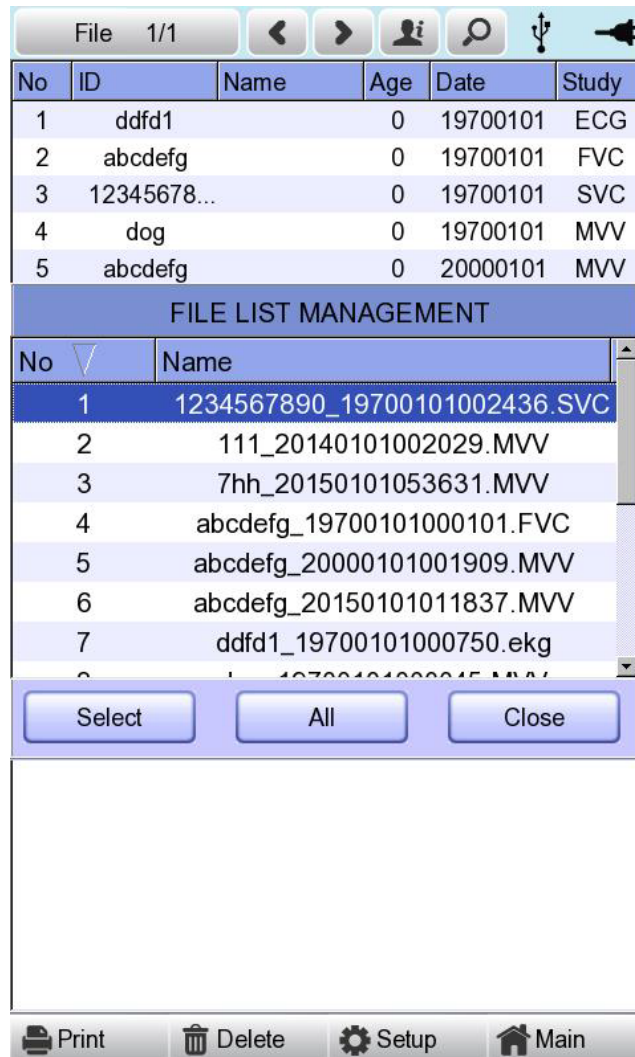 File 1/1
No ID Name Age Date Study
1 ddfd1 0 19700101 ECG
2 abcdefg 0 19700101 FVC
3 12345678... 0 19700101 SVC
4 dog 0 19700101 MVV
5 abcdefg 0 20000101 MVV
FILE LIST MANAGEMENT
No Name
1 1234567890_19700101002436.SVC
2 111_20140101002029.MVV
3 7hh_20150101053631.MVV
4 abcdefg_19700101000101.FVC
5 abcdefg_20000101001909.MVV
6 abcdefg_20150101011837.MVV
7 ddfd1_19700101000750.ekg
Select All Close
Print Delete Setup Main